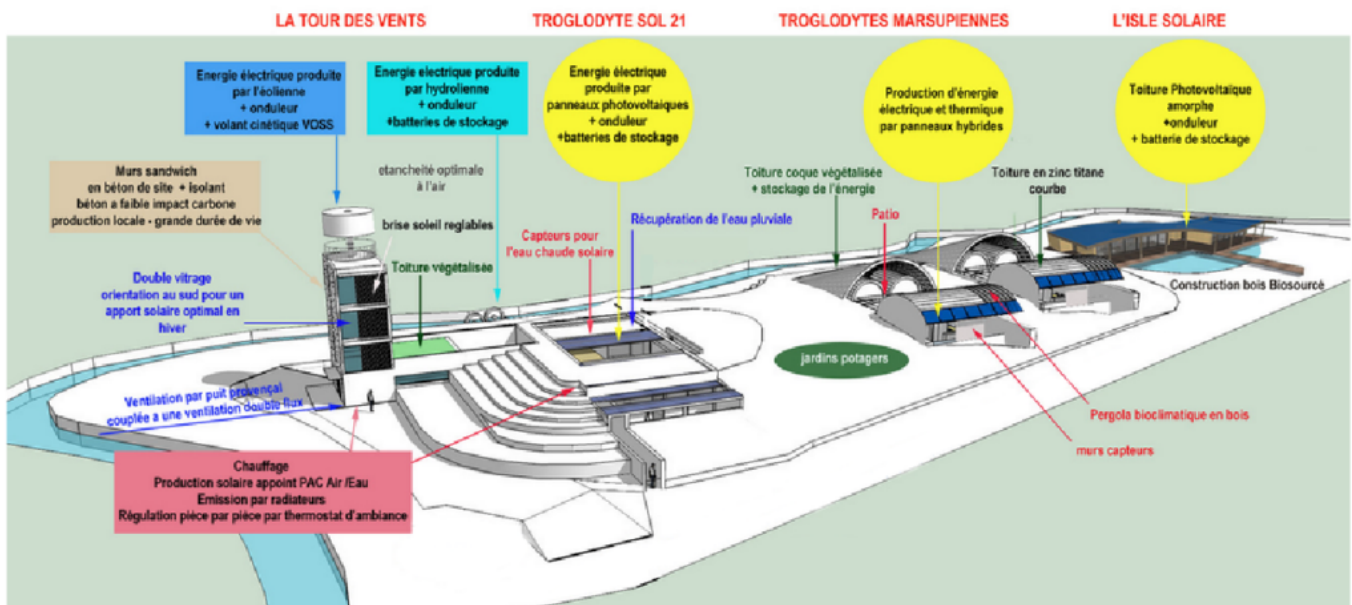 LA TOUR DES VENTS
TROGLODYTE SOL 21
TROGLODYTES MARSUPIENNES
L'ISLE SOLAIRE
Energie électrique produite
par l'éolienne
+ onduleur
+ volant cinétique VOSS
Energie electrique produite
par hydrolienne
+ onduleur
+batteries de stockage
Energie électrique
produite par
panneaux photovoltaiques
+ onduleur
+batteries de stockage
Production d'énergie
électrique et thermique
par panneaux hybrides
Toiture Photovoltaïque
amorphe
+onduleur
+ batterie de stockage
Murs sandwich
en béton de site + isolant
béton a faible impact carbone
production locale - grande durée de vie
etancheité optimale
à l'air
brise soleil reglables
Toiture végétalisée
Capteurs pour
l'eau chaude solaire
Récupération de l'eau pluviale
Toiture coque végétalisée
+ stockage de l'énergie
Patio
Toiture en zinc titane
courbe
Construction bois Biosourcé
Double vitrage
orientation au sud pour un
apport solaire optimal en
hiver
jardins potagers
Ventilation par puit provençal
couplée a une ventilation double flux
Pergola bioclimatique en bois
murs capteurs
Chauffage
Production solaire appoint PAC Air /Eau
Emission par radiateurs
Régulation pièce par pièce par thermostat d'ambiance